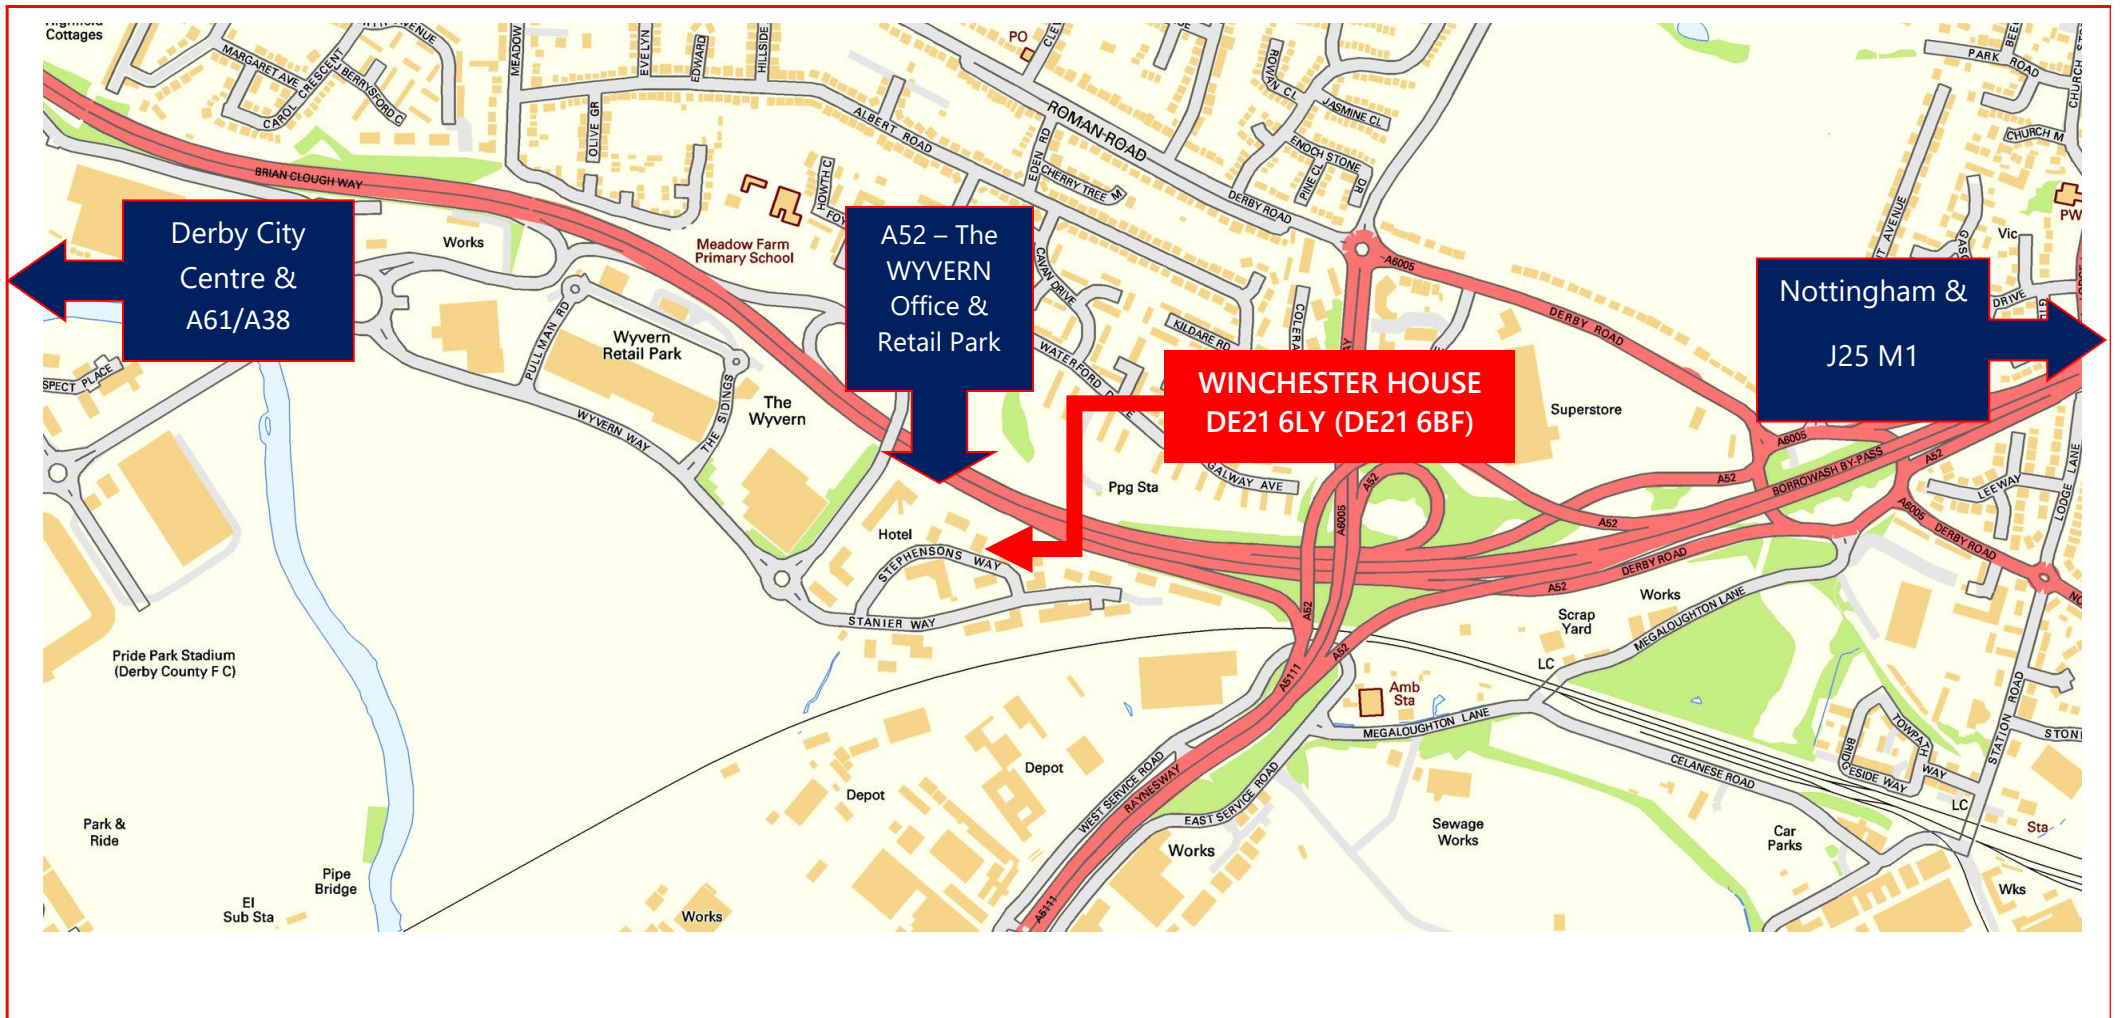 Cottages
MARGARET AVE
CAROL CRESCENT
BERRYSFORD C
MEADOW
EVELYN
EDWARD
HILLSIDE
OLIVE GR
ALBERT ROAD
PO
ROMAN ROAD
EDEN RD
CHERRY TREE M
ROWAN CL
JASMINE CL
ENOCH STONE DR
PINE CL
DERBY ROAD
PARK ROAD
CHURCH M
BRIAN CLOUGH WAY
Derby City
Centre &
A61/A38
Works
Meadow Farm
Primary School
HOWTH C
A52 – The
WYVERN
Office &
Retail Park
CAVAN DRIVE
KILDARE RD
WATERFORD
GALWAY AVE
A6005
DERBY ROAD
Nottingham &
J25 M1
AVENUE
Vic
PW
DRIVE
PULLMAN RD
Wyvern
Retail Park
THE SIDINGS
The
Wyvern
WYVERN WAY
SPECT PLACE
WINCHESTER HOUSE
DE21 6LY (DE21 6BF)
Superstore
A6005
A52
BORROWASH BY-PASS
A52
LEEWAY
LODGE LANE
A6005
DERBY ROAD
Ppg Sta
A52
A6005
A52
Hotel
STEPHENSONS WAY
STANIER WAY
A52
A52
DERBY ROAD
Works
Scrap
Yard
MEGALOUGHTON LANE
LC
Pride Park Stadium
(Derby County F C)
A52
A5111
Amb
Sta
MEGALOUGHTON LANE
CELANESE ROAD
TOWPATH WAY
BRIDGESIDE WAY
STATION ROAD
STON
LC
Sta
Depot
Depot
WEST SERVICE ROAD
RAYNESWAY
EAST SERVICE ROAD
Works
Sewage
Works
Car
Parks
Park &
Ride
Pipe
Bridge
El
Sub Sta
Works
A5111
Wks